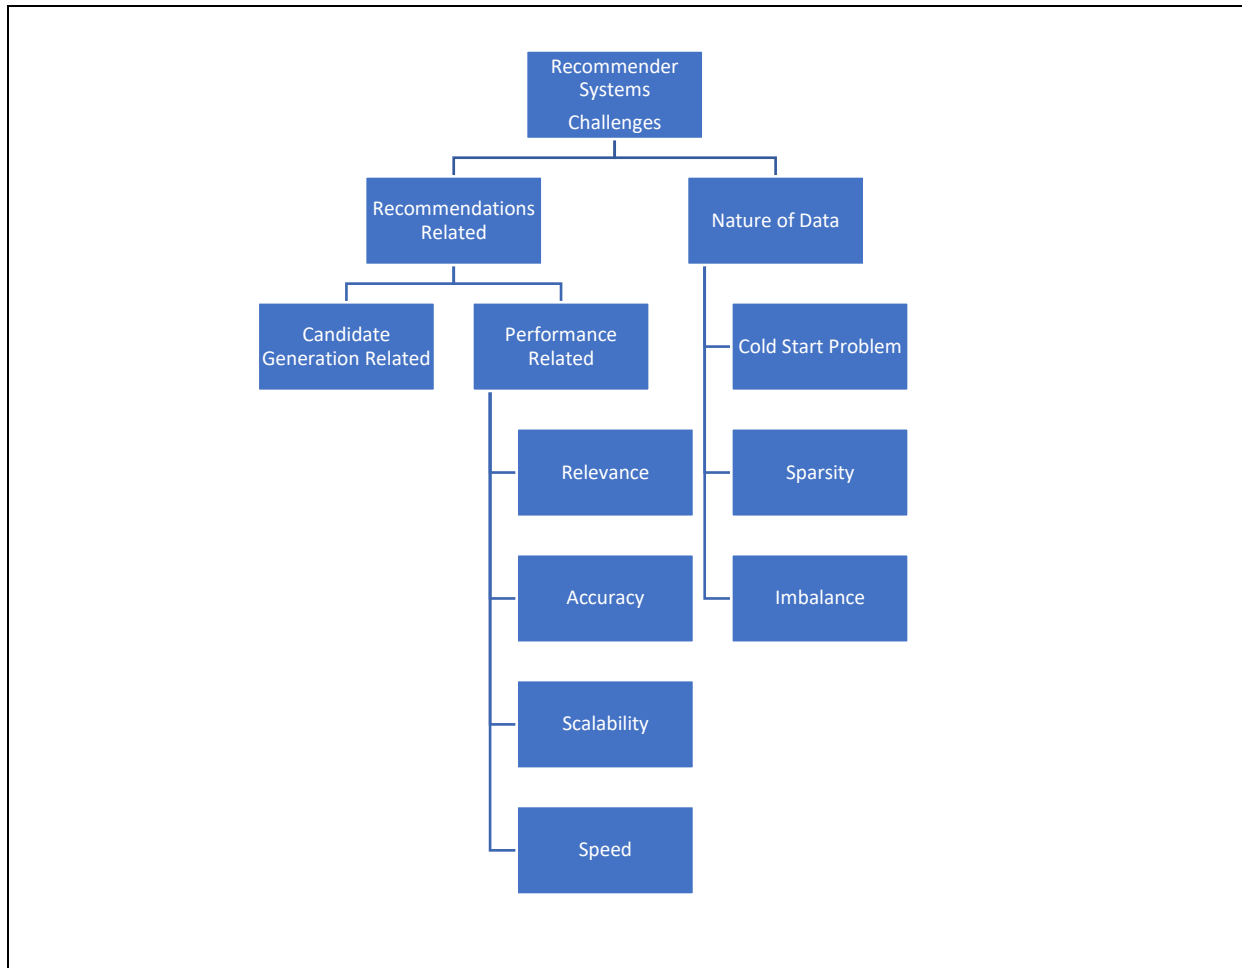 Recommender
Systems
Challenges
Recommendations
Related
Nature of Data
Candidate
Generation Related
Performance
Related
Cold Start Problem
Relevance
Sparsity
Accuracy
Imbalance
Scalability
Speed